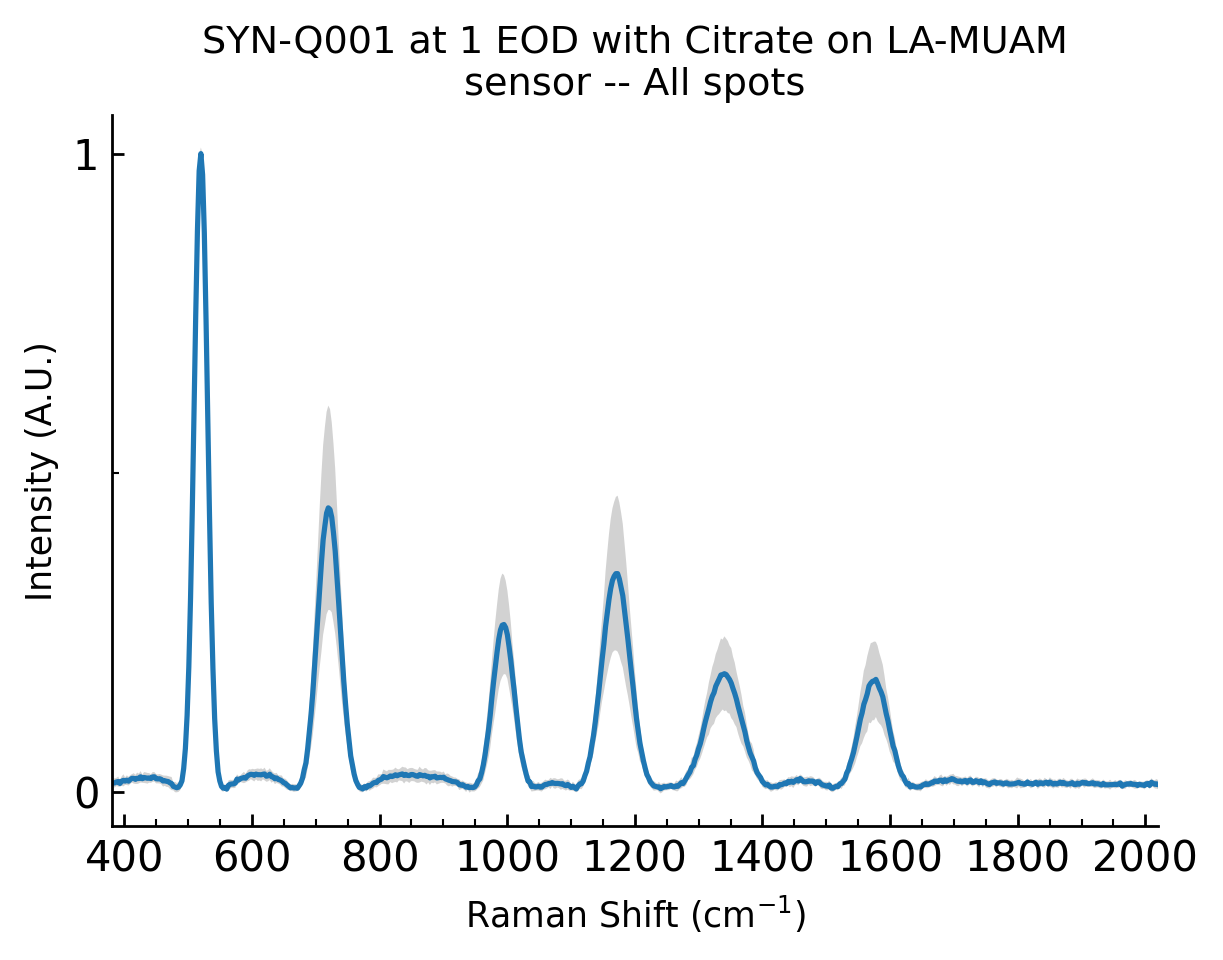 SYN-Q001 at 1 EOD with Citrate on LA-MUAM
sensor -- All spots
1
Intensity (A.U.)
0
400 600 800 1000 1200 1400 1600 1800 2000
Raman Shift (cm⁻¹)